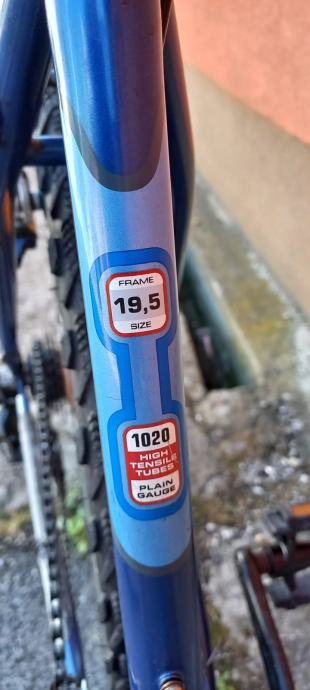 FRAME
19,5
SIZE
1020
HIGH
TENSILE
TUBES
PLAIN
GAUGE